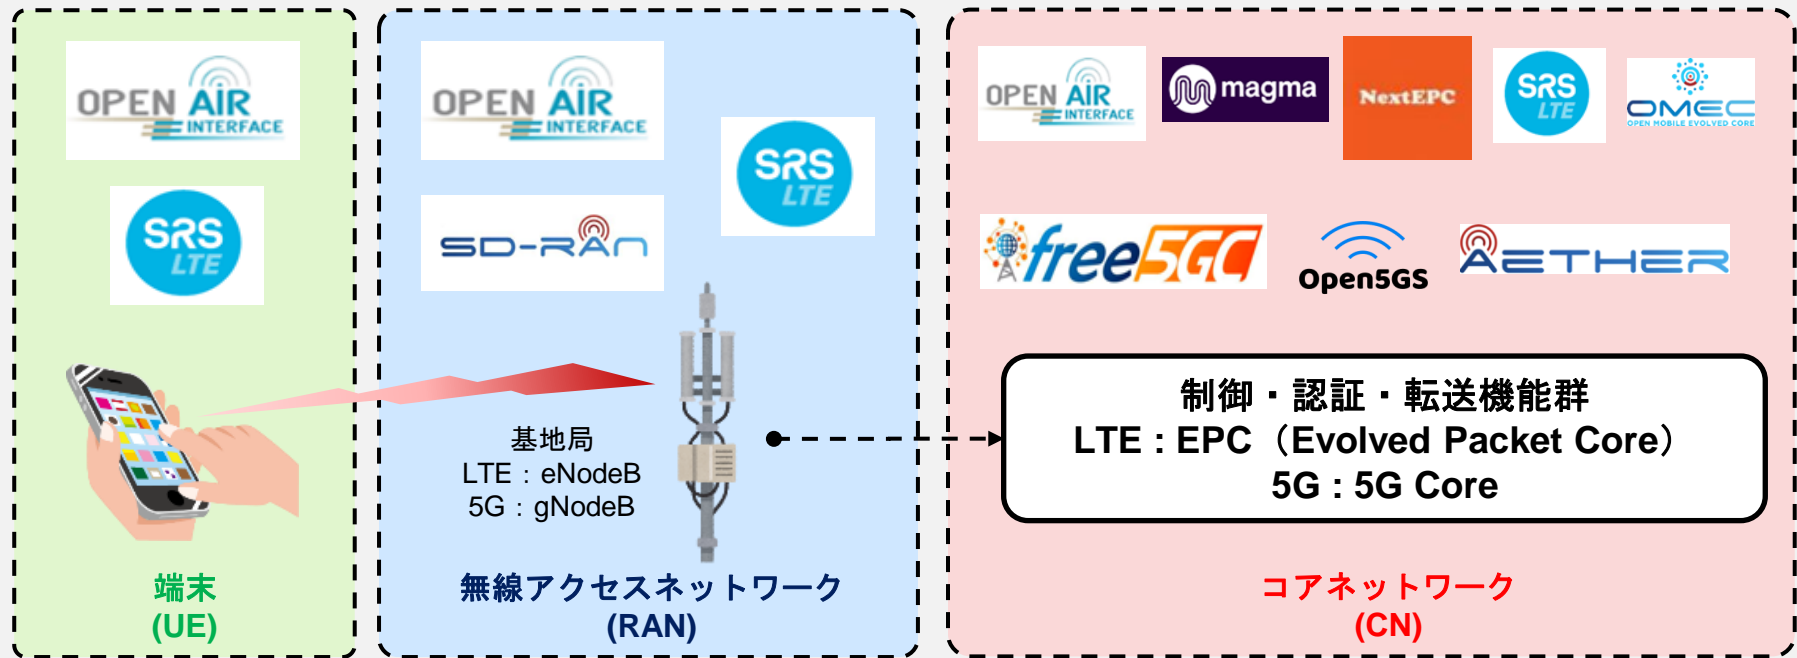 OPEN AIR
INTERFACE
SRS
LTE
端末
(UE)
OPEN AIR
INTERFACE
SRS
LTE
SD-RAN
基地局
LTE：eNodeB
5G：gNodeB
無線アクセスネットワーク
(RAN)
OPEN AIR
INTERFACE
magma
NextEPC
SRS
LTE
OMEC
OPEN MOBILE EVOLVED CORE
free5GC
Open5GS
AETHER
制御・認証・転送機能群
LTE : EPC（Evolved Packet Core）
5G : 5G Core
コアネットワーク
(CN)